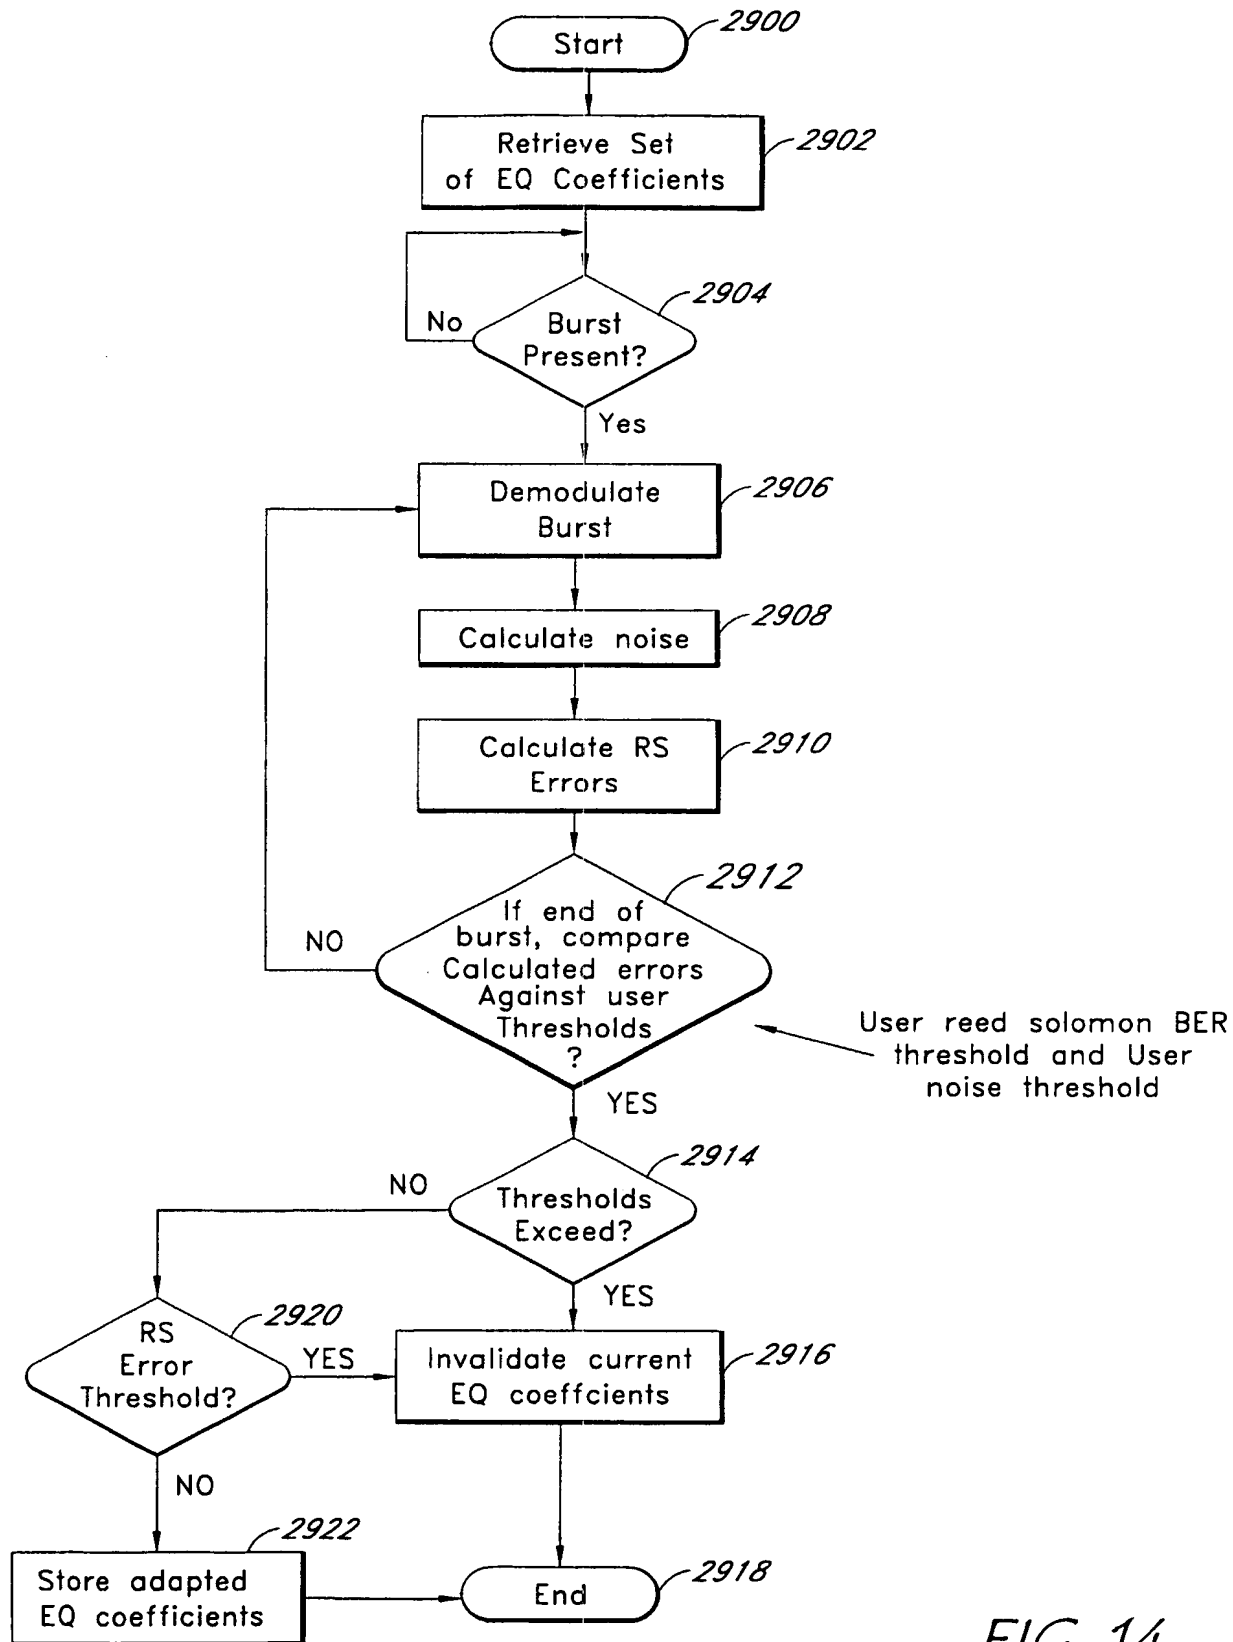 Start
2900
Retrieve Set
of EQ Coefficients
2902
2904
No
Burst
Present?
Yes
Demodulate
Burst
2906
Calculate noise
2908
Calculate RS
Errors
2910
2912
NO
If end of
burst, compare
Calculated errors
Against user
Thresholds
?
User reed solomon BER
threshold and User
noise threshold
YES
2914
NO
Thresholds
Exceed?
YES
2920
RS
Error
Threshold?
YES
Invalidate current
EQ coeffcients
2916
NO
2922
Store adapted
EQ coefficients
End
2918
FIG. 14